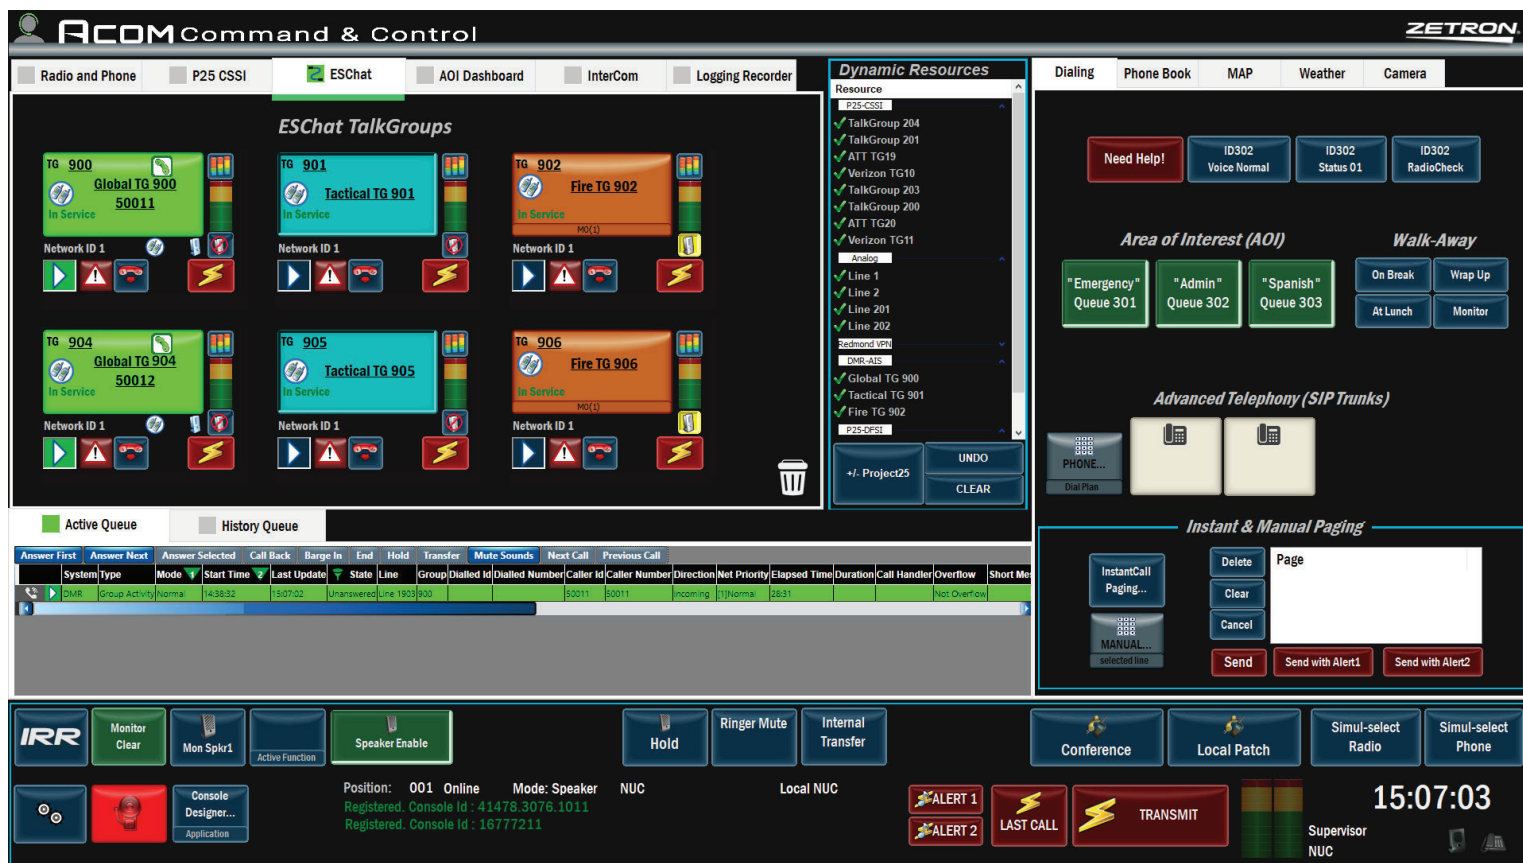 ACOM Command & Control
ZETRON
Radio and Phone
P25 CSSI
ESChat
AOI Dashboard
InterCom
Logging Recorder
ESChat TalkGroups
TG 900
Global TG 900
50011
In Service
Network ID 1
TG 901
Tactical TG 901
In Service
Network ID 1
TG 902
Fire TG 902
In Service
MO(1)
Network ID 1
TG 904
Global TG 904
50012
In Service
Network ID 1
TG 905
Tactical TG 905
In Service
Network ID 1
TG 906
Fire TG 906
In Service
MO(1)
Network ID 1
Dynamic Resources
Resource
P25-CSSI
TalkGroup 204
TalkGroup 201
ATT TG19
Verizon TG10
TalkGroup 203
TalkGroup 200
ATT TG20
Verizon TG11
Analog
Line 1
Line 2
Line 201
Line 202
Redmond VPN
DMR-AIS
Global TG 900
Tactical TG 901
Fire TG 902
P25-DFSI
+/- Project25
UNDO
CLEAR
Dialing
Phone Book
MAP
Weather
Camera
Need Help!
ID302
Voice Normal
ID302
Status 01
ID302
RadioCheck
Area of Interest (AOI)
"Emergency"
Queue 301
"Admin"
Queue 302
"Spanish"
Queue 303
Walk-Away
On Break
Wrap Up
At Lunch
Monitor
Advanced Telephony (SIP Trunks)
PHONE...
Dial Plan
Instant & Manual Paging
InstantCall
Paging...
MANUAL...
selected line
Delete
Clear
Cancel
Page
Send
Send with Alert1
Send with Alert2
Active Queue
History Queue
Answer First
Answer Next
Answer Selected
Call Back
Barge In
End
Hold
Transfer
Mute Sounds
Next Call
Previous Call
System Type Mode 1 Start Time 2 Last Update State Line Group Dialled Id Dialled Number Caller Id Caller Number Direction Net Priority Elapsed Time Duration Call Handler Overflow Short Me
DMR Group Activity Normal 14:38:32 15:07:02 Unanswered Line 1903 900 50011 50011 Incoming [1]Normal 28:31 Not Overflow
IRR
Monitor
Clear
Mon Spkr1
Active Function
Speaker Enable
Hold
Ringer Mute
Internal
Transfer
Conference
Local Patch
Simul-select
Radio
Simul-select
Phone
Console
Designer...
Application
Position: 001 Online Mode: Speaker NUC Local NUC
Registered. Console Id : 41478.3076.1011
Registered. Console Id : 16777211
ALERT 1
ALERT 2
LAST CALL
TRANSMIT
15:07:03
Supervisor
NUC